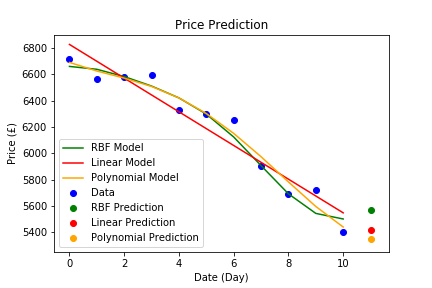 Price Prediction
6800
6600
6400
6200
6000
5800
5600
5400
Price (£)
RBF Model
Linear Model
Polynomial Model
Data
RBF Prediction
Linear Prediction
Polynomial Prediction
0 2 4 6 8 10
Date (Day)